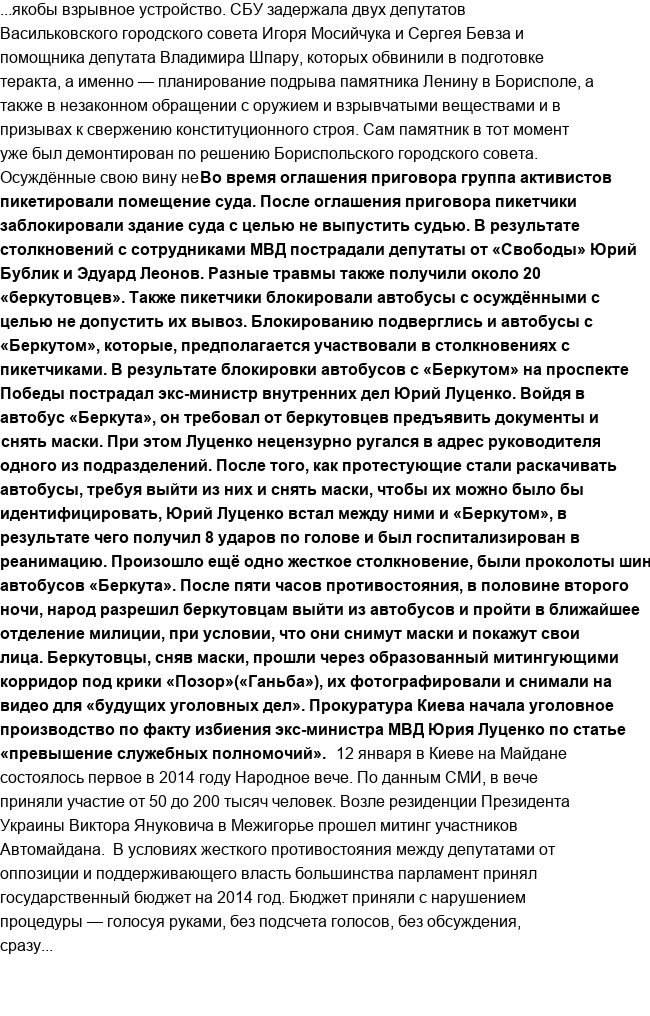 ...якобы взрывное устройство. СБУ задержала двух депутатов
Васильковского городского совета Игоря Мосийчука и Сергея Бевза и
помощника депутата Владимира Шпару, которых обвинили в подготовке
теракта, а именно — планирование подрыва памятника Ленину в Борисполе, а
также в незаконном обращении с оружием и взрывчатыми веществами и в
призывах к свержению конституционного строя. Сам памятник в тот момент
уже был демонтирован по решению Бориспольского городского совета.
Осуждённые свою вину неВо время оглашения приговора группа активистов
пикетировали помещение суда. После оглашения приговора пикетчики
заблокировали здание суда с целью не выпустить судью. В результате
столкновений с сотрудниками МВД пострадали депутаты от «Свободы» Юрий
Бублик и Эдуард Леонов. Разные травмы также получили около 20
«беркутовцев». Также пикетчики блокировали автобусы с осуждёнными с
целью не допустить их вывоз. Блокированию подверглись и автобусы с
«Беркутом», которые, предполагается участвовали в столкновениях с
пикетчиками. В результате блокировки автобусов с «Беркутом» на проспекте
Победы пострадал экс-министр внутренних дел Юрий Луценко. Войдя в
автобус «Беркута», он требовал от беркутовцев предъявить документы и
снять маски. При этом Луценко нецензурно ругался в адрес руководителя
одного из подразделений. После того, как протестующие стали раскачивать
автобусы, требуя выйти из них и снять маски, чтобы их можно было бы
идентифицировать, Юрий Луценко встал между ними и «Беркутом», в
результате чего получил 8 ударов по голове и был госпитализирован в
реанимацию. Произошло ещё одно жесткое столкновение, были проколоты шин
автобусов «Беркута». После пяти часов противостояния, в половине второго
ночи, народ разрешил беркутовцам выйти из автобусов и пройти в ближайшее
отделение милиции, при условии, что они снимут маски и покажут свои
лица. Беркутовцы, сняв маски, прошли через образованный митингующими
корридор под крики «Позор»(«Ганьба»), их фотографировали и снимали на
видео для «будущих уголовных дел». Прокуратура Киева начала уголовное
производство по факту избиения экс-министра МВД Юрия Луценко по статье
«превышение служебных полномочий».  12 января в Киеве на Майдане
состоялось первое в 2014 году Народное вече. По данным СМИ, в вече
приняли участие от 50 до 200 тысяч человек. Возле резиденции Президента
Украины Виктора Януковича в Межигорье прошел митинг участников
Автомайдана.  В условиях жесткого противостояния между депутатами от
оппозиции и поддерживающего власть большинства парламент принял
государственный бюджет на 2014 год. Бюджет приняли с нарушением
процедуры — голосуя руками, без подсчета голосов, без обсуждения,
сразу...